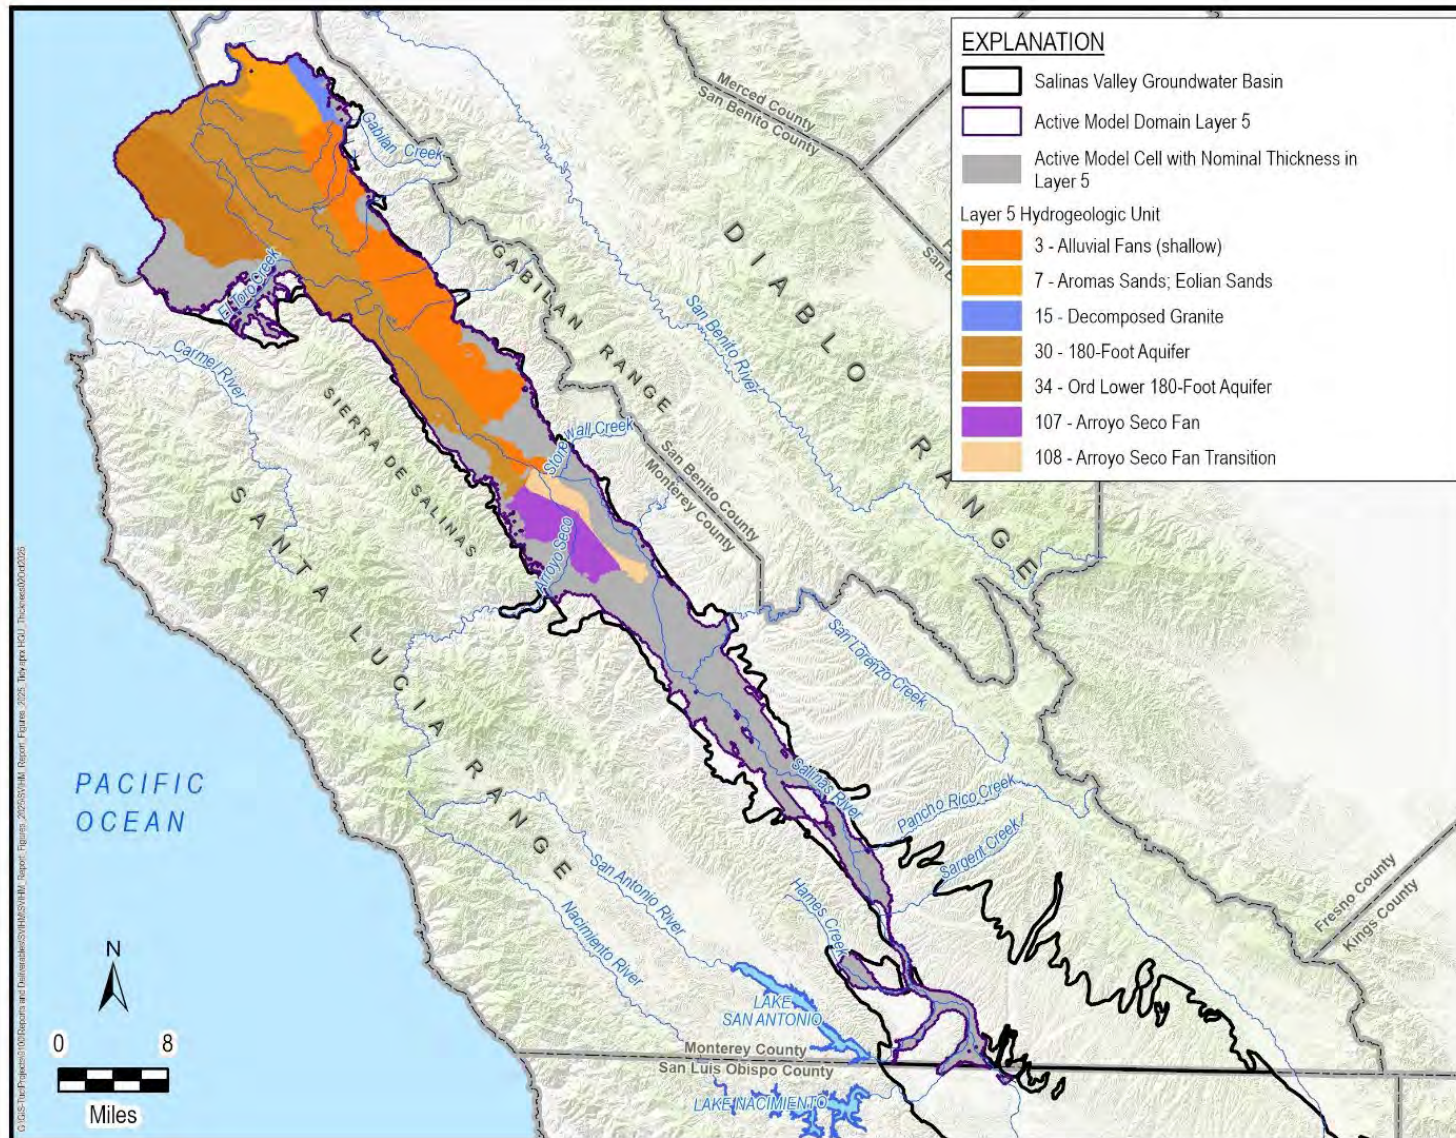 EXPLANATION
Salinas Valley Groundwater Basin
Active Model Domain Layer 5
Active Model Cell with Nominal Thickness in
Layer 5
Layer 5 Hydrogeologic Unit
3 - Alluvial Fans (shallow)
7 - Aromas Sands; Eolian Sands
15 - Decomposed Granite
30 - 180-Foot Aquifer
34 - Ord Lower 180-Foot Aquifer
107 - Arroyo Seco Fan
108 - Arroyo Seco Fan Transition
Merced County
San Benito County
Gabilan Creek
DIABLO RANGE
GABILAN RANGE
San Benito River
El Toro Creek
Carmel River
SIERRA DE SALINAS
Stonewall Creek
San Benito County
Monterey County
SANTA LUCIA RANGE
Arroyo Seco
San Lorenzo Creek
PACIFIC
OCEAN
Salinas River
Pancho Rico Creek
Sargent Creek
San Antonio River
Hames Creek
Nacimiento River
Fresno County
Kings County
N
LAKE
SAN ANTONIO
0 8
Miles
Monterey County
San Luis Obispo County
LAKE NACIMIENTO